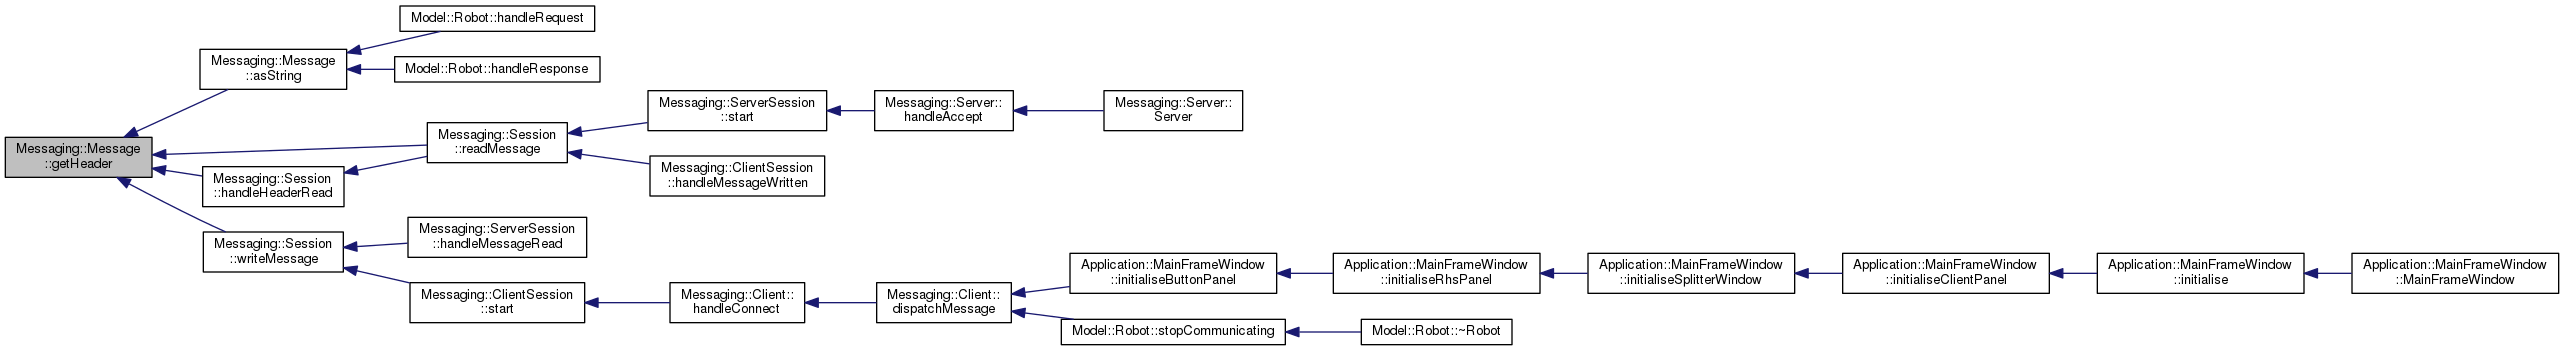 Model::Robot::handleRequest
Messaging::Message
::asString
Model::Robot::handleResponse
Messaging::ServerSession
::start
Messaging::Server::
handleAccept
Messaging::Server::
Server
Messaging::Message
::getHeader
Messaging::Session
::readMessage
Messaging::ClientSession
::handleMessageWritten
Messaging::Session
::handleHeaderRead
Messaging::ServerSession
::handleMessageRead
Messaging::Session
::writeMessage
Messaging::ClientSession
::start
Messaging::Client::
handleConnect
Messaging::Client::
dispatchMessage
Application::MainFrameWindow
::initialiseButtonPanel
Application::MainFrameWindow
::initialiseRhsPanel
Application::MainFrameWindow
::initialiseSplitterWindow
Application::MainFrameWindow
::initialiseClientPanel
Application::MainFrameWindow
::initialise
Application::MainFrameWindow
::MainFrameWindow
Model::Robot::stopCommunicating
Model::Robot::~Robot